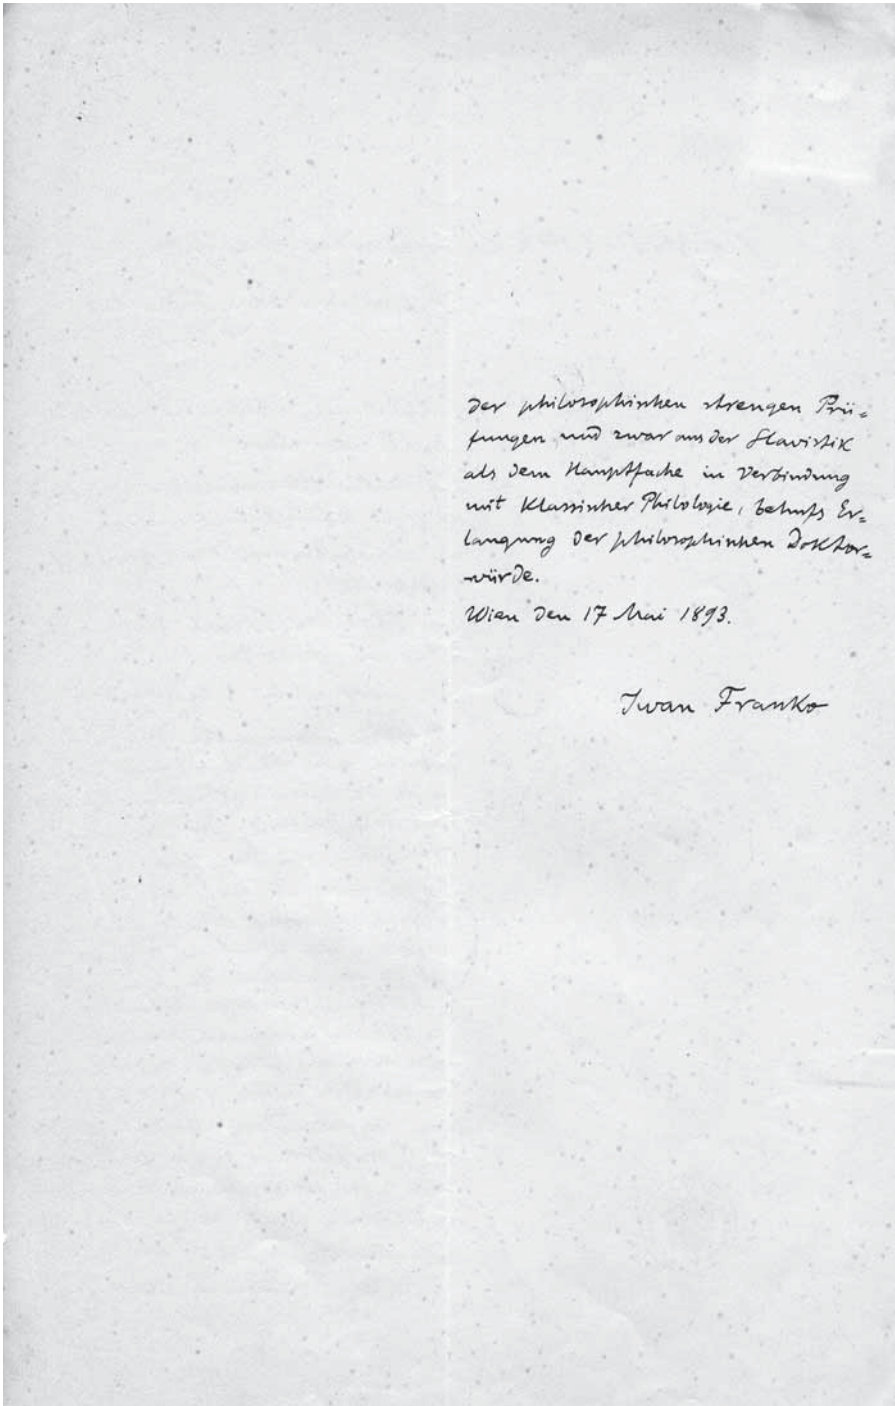 der philosophischen strengen Prü=
fungen und zwar aus der Slavistik
als dem Hauptfache in Verbindung
mit Klassischer Philologie, behufs Er=
langung der philosophischen Doktor=
würde.
Wien den 17 Mai 1893.
Iwan Franko